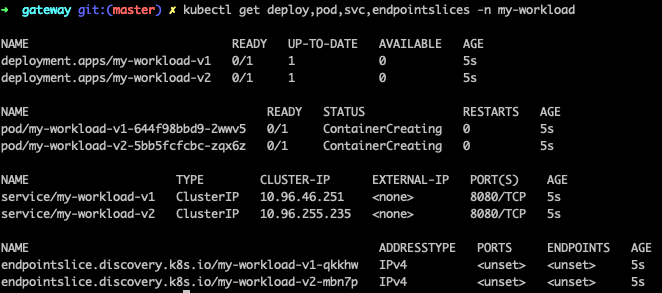 ➜ gateway git:(master) ✗ kubectl get deploy,pod,svc,endpointslices -n my-workload
NAME READY UP-TO-DATE AVAILABLE AGE
deployment.apps/my-workload-v1 0/1 1 0 5s
deployment.apps/my-workload-v2 0/1 1 0 5s
NAME READY STATUS RESTARTS AGE
pod/my-workload-v1-644f98bbd9-2wwv5 0/1 ContainerCreating 0 5s
pod/my-workload-v2-5bb5fcfcbc-zqx6z 0/1 ContainerCreating 0 5s
NAME TYPE CLUSTER-IP EXTERNAL-IP PORT(S) AGE
service/my-workload-v1 ClusterIP 10.96.46.251 <none> 8080/TCP 5s
service/my-workload-v2 ClusterIP 10.96.255.235 <none> 8080/TCP 5s
NAME ADDRESSTYPE PORTS ENDPOINTS AGE
endpointslice.discovery.k8s.io/my-workload-v1-qkkhw IPv4 <unset> <unset> 5s
endpointslice.discovery.k8s.io/my-workload-v2-mbn7p IPv4 <unset> <unset> 5s